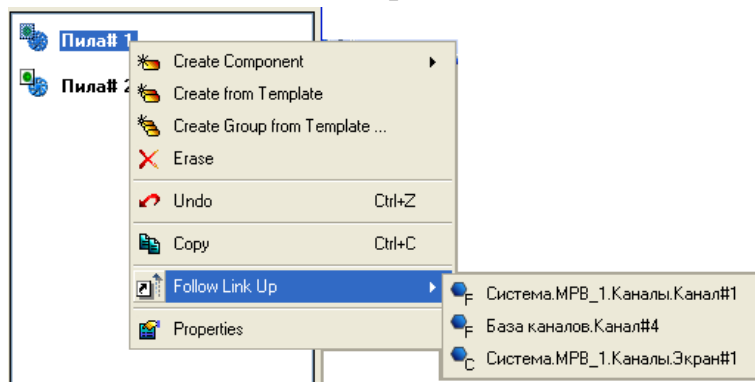 Пила# 1
Пила# 2
Create Component
Create from Template
Create Group from Template ...
Erase
Undo Ctrl+Z
Copy Ctrl+C
Follow Link Up
Properties
F Система.МРВ_1.Каналы.Канал#1
F База каналов.Канал#4
C Система.МРВ_1.Каналы.Экран#1